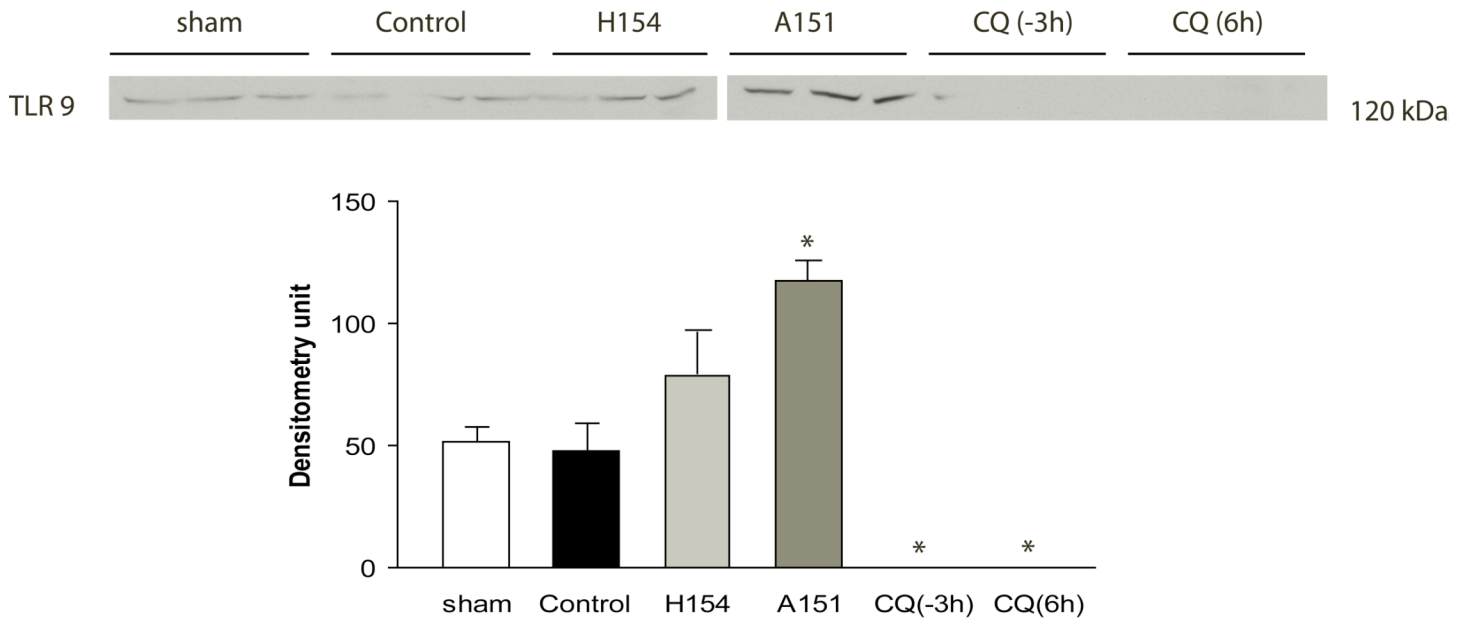 sham Control H154 A151 CQ (-3h) CQ (6h)
TLR 9 120 kDa
150
*
100
50
* *
0
Densitometry unit
sham Control H154 A151 CQ(-3h) CQ(6h)